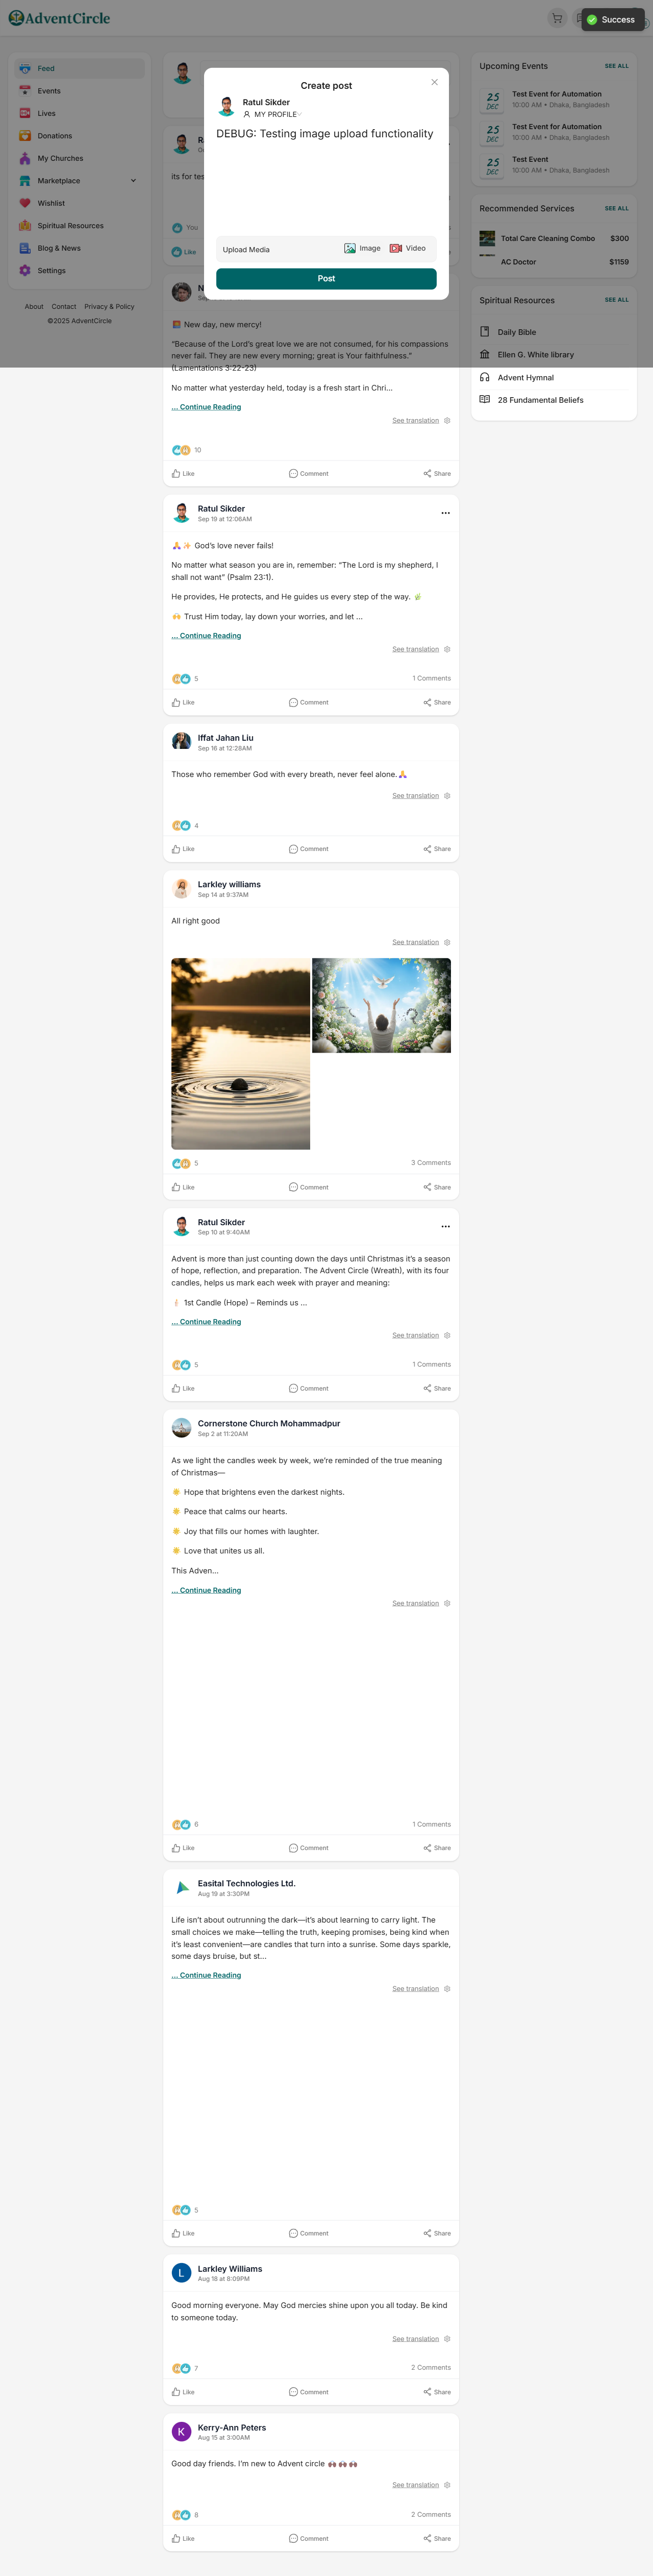 AdventCircle
Success
Feed
Events
Lives
Donations
My Churches
Marketplace
Wishlist
Spiritual Resources
Blog & News
Settings
About Contact Privacy & Policy
©2025 AdventCircle
Create post
Ratul Sikder
MY PROFILE
DEBUG: Testing image upload functionality
Upload Media
Image
Video
Post
its for tes
You
Like
New day, new mercy!
“Because of the Lord’s great love we are not consumed, for his compassions
never fail. They are new every morning; great is Your faithfulness.”
(Lamentations 3:22-23)
No matter what yesterday held, today is a fresh start in Chri...
... Continue Reading
See translation
10
Like Comment Share
Ratul Sikder
Sep 19 at 12:06AM
God’s love never fails!
No matter what season you are in, remember: “The Lord is my shepherd, I
shall not want” (Psalm 23:1).
He provides, He protects, and He guides us every step of the way.
Trust Him today, lay down your worries, and let ...
... Continue Reading
See translation
5
1 Comments
Like Comment Share
Iffat Jahan Liu
Sep 16 at 12:28AM
Those who remember God with every breath, never feel alone.
See translation
4
Like Comment Share
Larkley williams
Sep 14 at 9:37AM
All right good
See translation
5
3 Comments
Like Comment Share
Ratul Sikder
Sep 10 at 9:40AM
Advent is more than just counting down the days until Christmas it’s a season
of hope, reflection, and preparation. The Advent Circle (Wreath), with its four
candles, helps us mark each week with prayer and meaning:
1st Candle (Hope) – Reminds us ...
... Continue Reading
See translation
5
1 Comments
Like Comment Share
Cornerstone Church Mohammadpur
Sep 2 at 11:20AM
As we light the candles week by week, we’re reminded of the true meaning
of Christmas—
Hope that brightens even the darkest nights.
Peace that calms our hearts.
Joy that fills our homes with laughter.
Love that unites us all.
This Adven...
... Continue Reading
See translation
6
1 Comments
Like Comment Share
Easital Technologies Ltd.
Aug 19 at 3:30PM
Life isn’t about outrunning the dark—it’s about learning to carry light. The
small choices we make—telling the truth, keeping promises, being kind when
it’s least convenient—are candles that turn into a sunrise. Some days sparkle,
some days bruise, but st...
... Continue Reading
See translation
5
Like Comment Share
Larkley Williams
Aug 18 at 8:09PM
Good morning everyone. May God mercies shine upon you all today. Be kind
to someone today.
See translation
7
2 Comments
Like Comment Share
Kerry-Ann Peters
Aug 15 at 3:00AM
Good day friends. I’m new to Advent circle
See translation
8
2 Comments
Like Comment Share
Upcoming Events SEE ALL
25
DEC
Test Event for Automation
10:00 AM • Dhaka, Bangladesh
25
DEC
Test Event for Automation
10:00 AM • Dhaka, Bangladesh
25
DEC
Test Event
10:00 AM • Dhaka, Bangladesh
Recommended Services SEE ALL
Total Care Cleaning Combo $300
AC Doctor $1159
Spiritual Resources SEE ALL
Daily Bible
Ellen G. White library
Advent Hymnal
28 Fundamental Beliefs